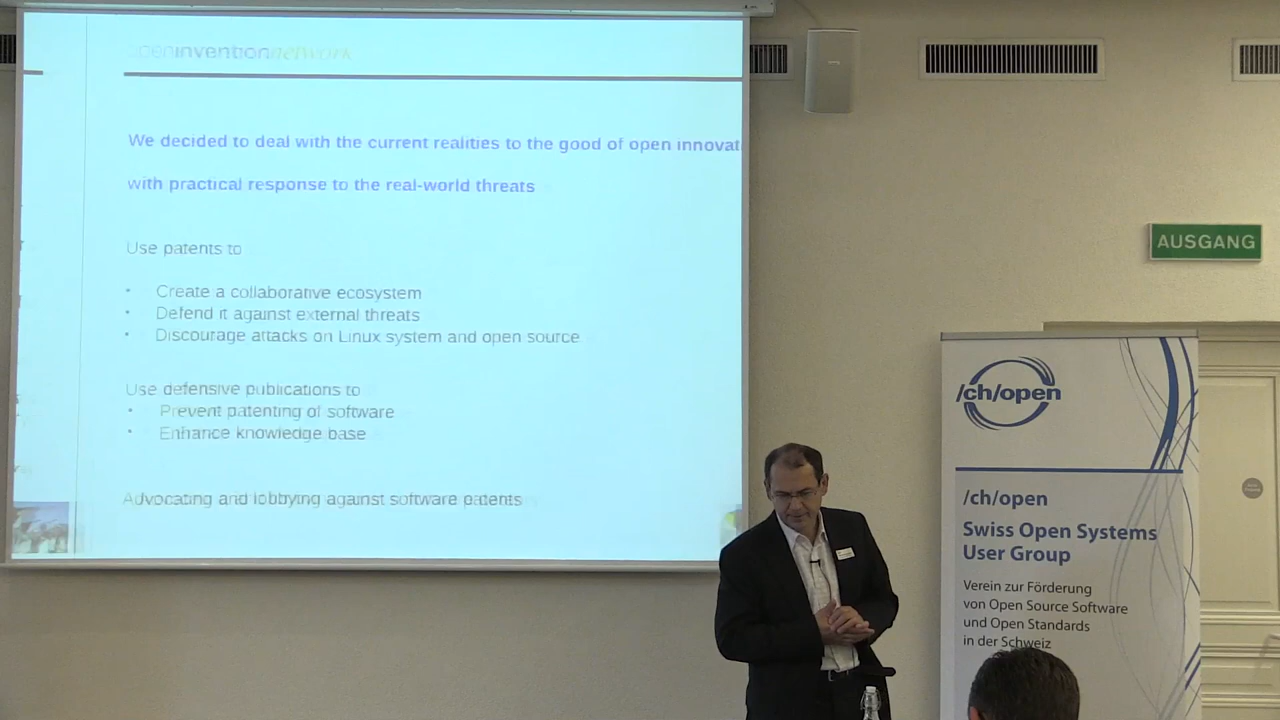 openinventionnetwork
We decided to deal with the current realities to the good of open innovat
with practical response to the real-world threats
Use patents to
• Create a collaborative ecosystem
• Defend it against external threats
• Discourage attacks on Linux system and open source
Use defensive publications to
• Prevent patenting of software
• Enhance knowledge base
Advocating and lobbying against software patents
AUSGANG
/ch/open
/ch/open
Swiss Open Systems
User Group
Verein zur Förderung
von Open Source Software
und Open Standards
in der Schweiz